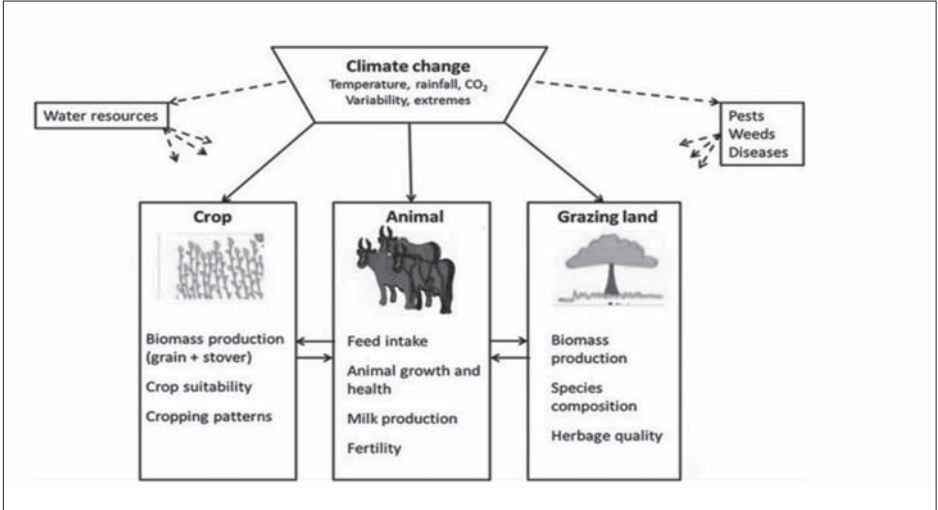 Climate change
Temperature, rainfall, CO₂
Variability, extremes
Water resources
Pests
Weeds
Diseases
Crop
Biomass production
(grain + stover)
Crop suitability
Cropping patterns
Animal
Feed intake
Animal growth and
health
Milk production
Fertility
Grazing land
Biomass
production
Species
composition
Herbage quality